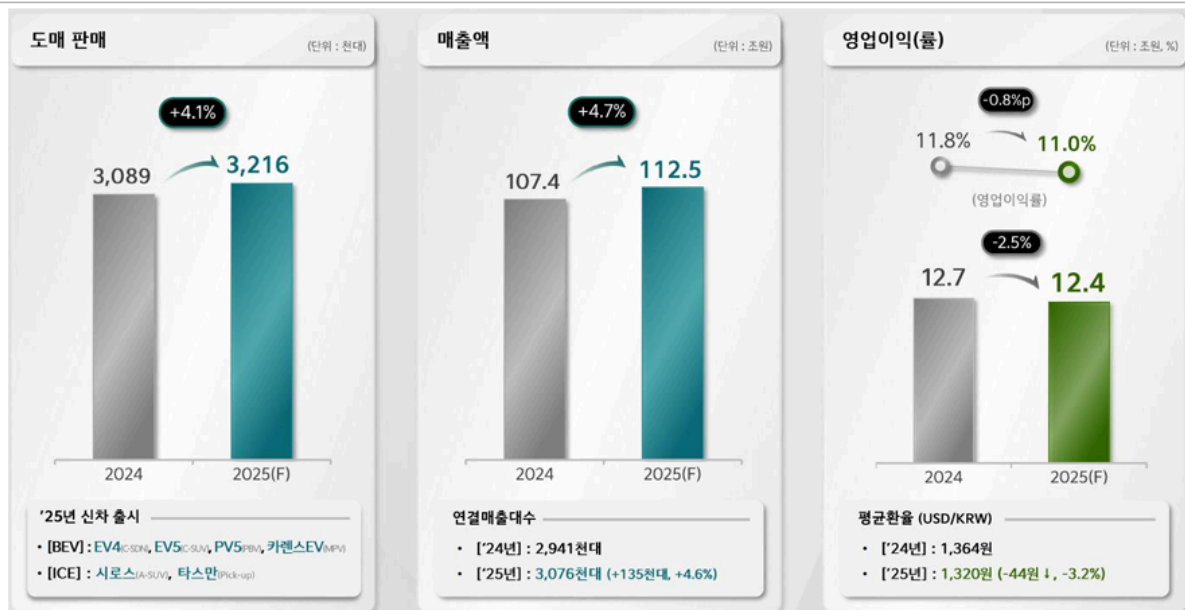 도매 판매
(단위 : 천대)
+4.1%
3,089
3,216
2024
2025(F)
'25년 신차 출시
• [BEV] : EV4(C-SDN), EV5(C-SUV), PV5(PBV), 카렌스EV(MPV)
• [ICE] : 시로스(A-SUV), 타스만(Pick-up)
매출액
(단위 : 조원)
+4.7%
107.4
112.5
2024
2025(F)
연결매출대수
• ['24년] : 2,941천대
• ['25년] : 3,076천대 (+135천대, +4.6%)
영업이익(률)
(단위 : 조원, %)
-0.8%p
11.8%
11.0%
(영업이익률)
-2.5%
12.7
12.4
2024
2025(F)
평균환율 (USD/KRW)
• ['24년] : 1,364원
• ['25년] : 1,320원 (-44원↓, -3.2%)